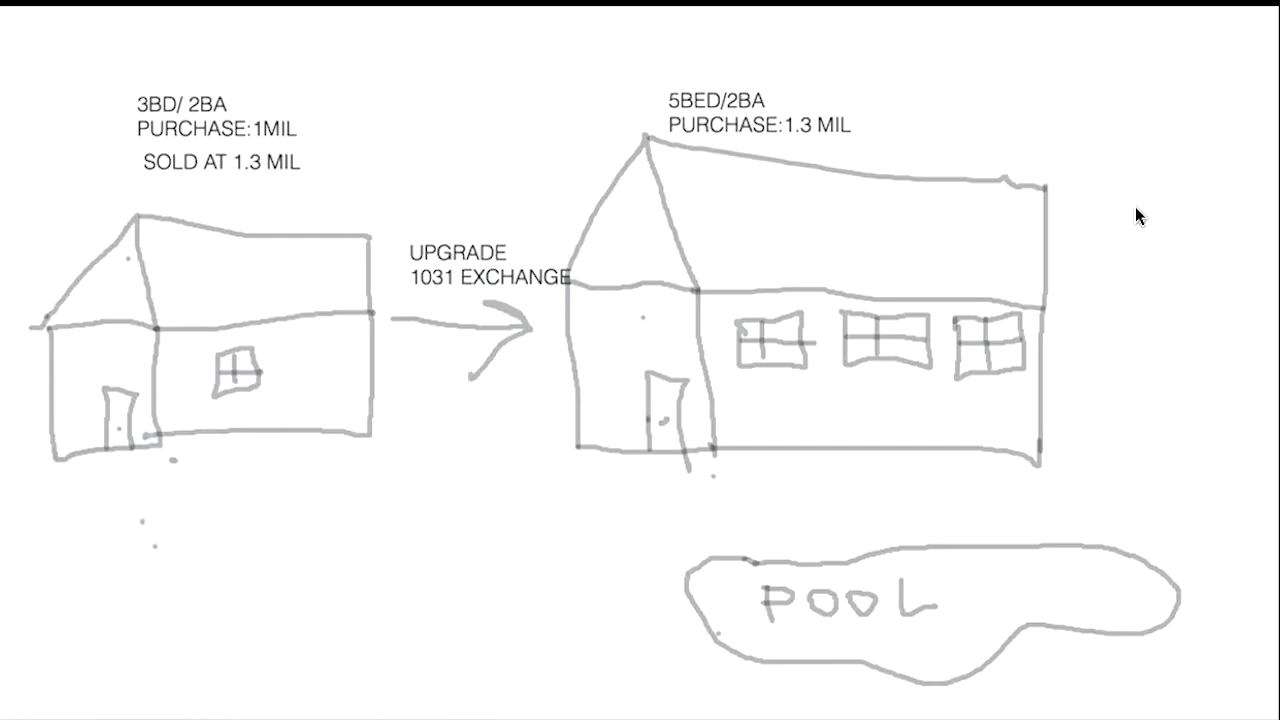 3BD/ 2BA
PURCHASE:1MIL
SOLD AT 1.3 MIL
UPGRADE
1031 EXCHANGE
5BED/2BA
PURCHASE:1.3 MIL
POOL